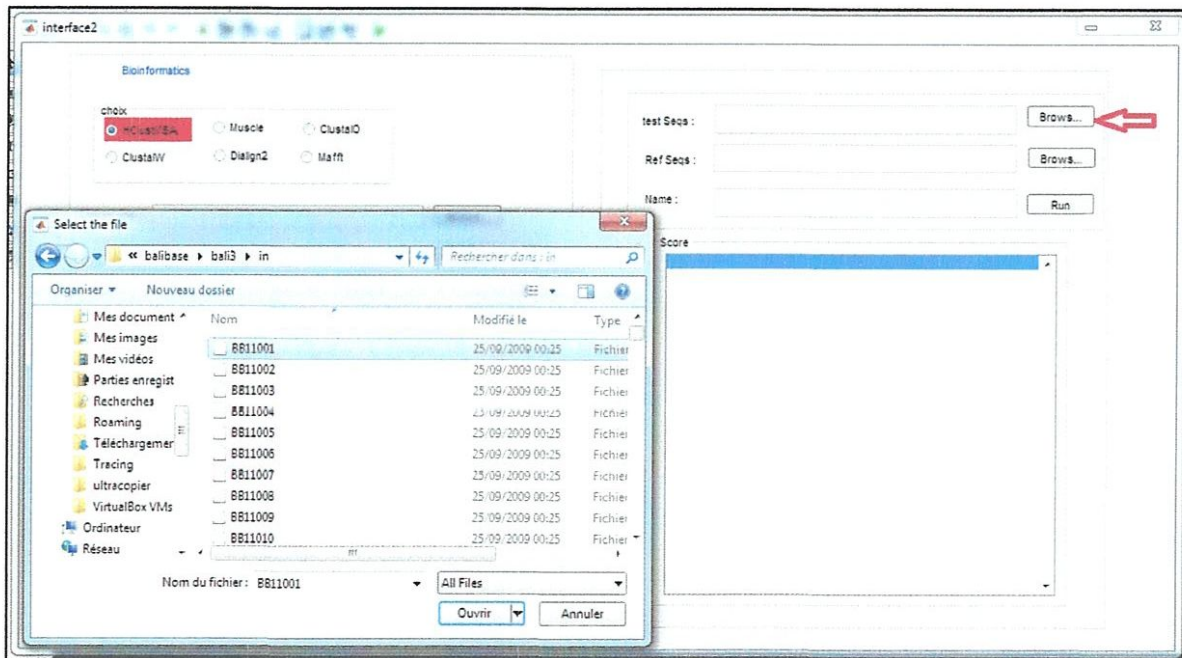 interface2
Bioinformatics
choix
Muscle
ClustalO
ClustalW
Dialign2
Mafft
test Seqs :
Brows...
Ref Seqs :
Brows...
Name :
Run
Score
Select the file
« balibase ▸ bali3 ▸ in
Rechercher dans : in
Organiser
Nouveau dossier
Mes document
Mes images
Mes vidéos
Parties enregist
Recherches
Roaming
Téléchargemer
Tracing
ultracopier
VirtualBox VMs
Ordinateur
Réseau
Nom Modifié le Type
BB11001 25/09/2009 00:25 Fichier
BB11002 25/09/2009 00:25 Fichier
BB11003 25/09/2009 00:25 Fichier
BB11004 25/09/2009 00:25 Fichier
BB11005 25/09/2009 00:25 Fichier
BB11006 25/09/2009 00:25 Fichier
BB11007 25/09/2009 00:25 Fichier
BB11008 25/09/2009 00:25 Fichier
BB11009 25/09/2009 00:25 Fichier
BB11010 25/09/2009 00:25 Fichier
Nom du fichier : BB11001
All Files
Ouvrir
Annuler